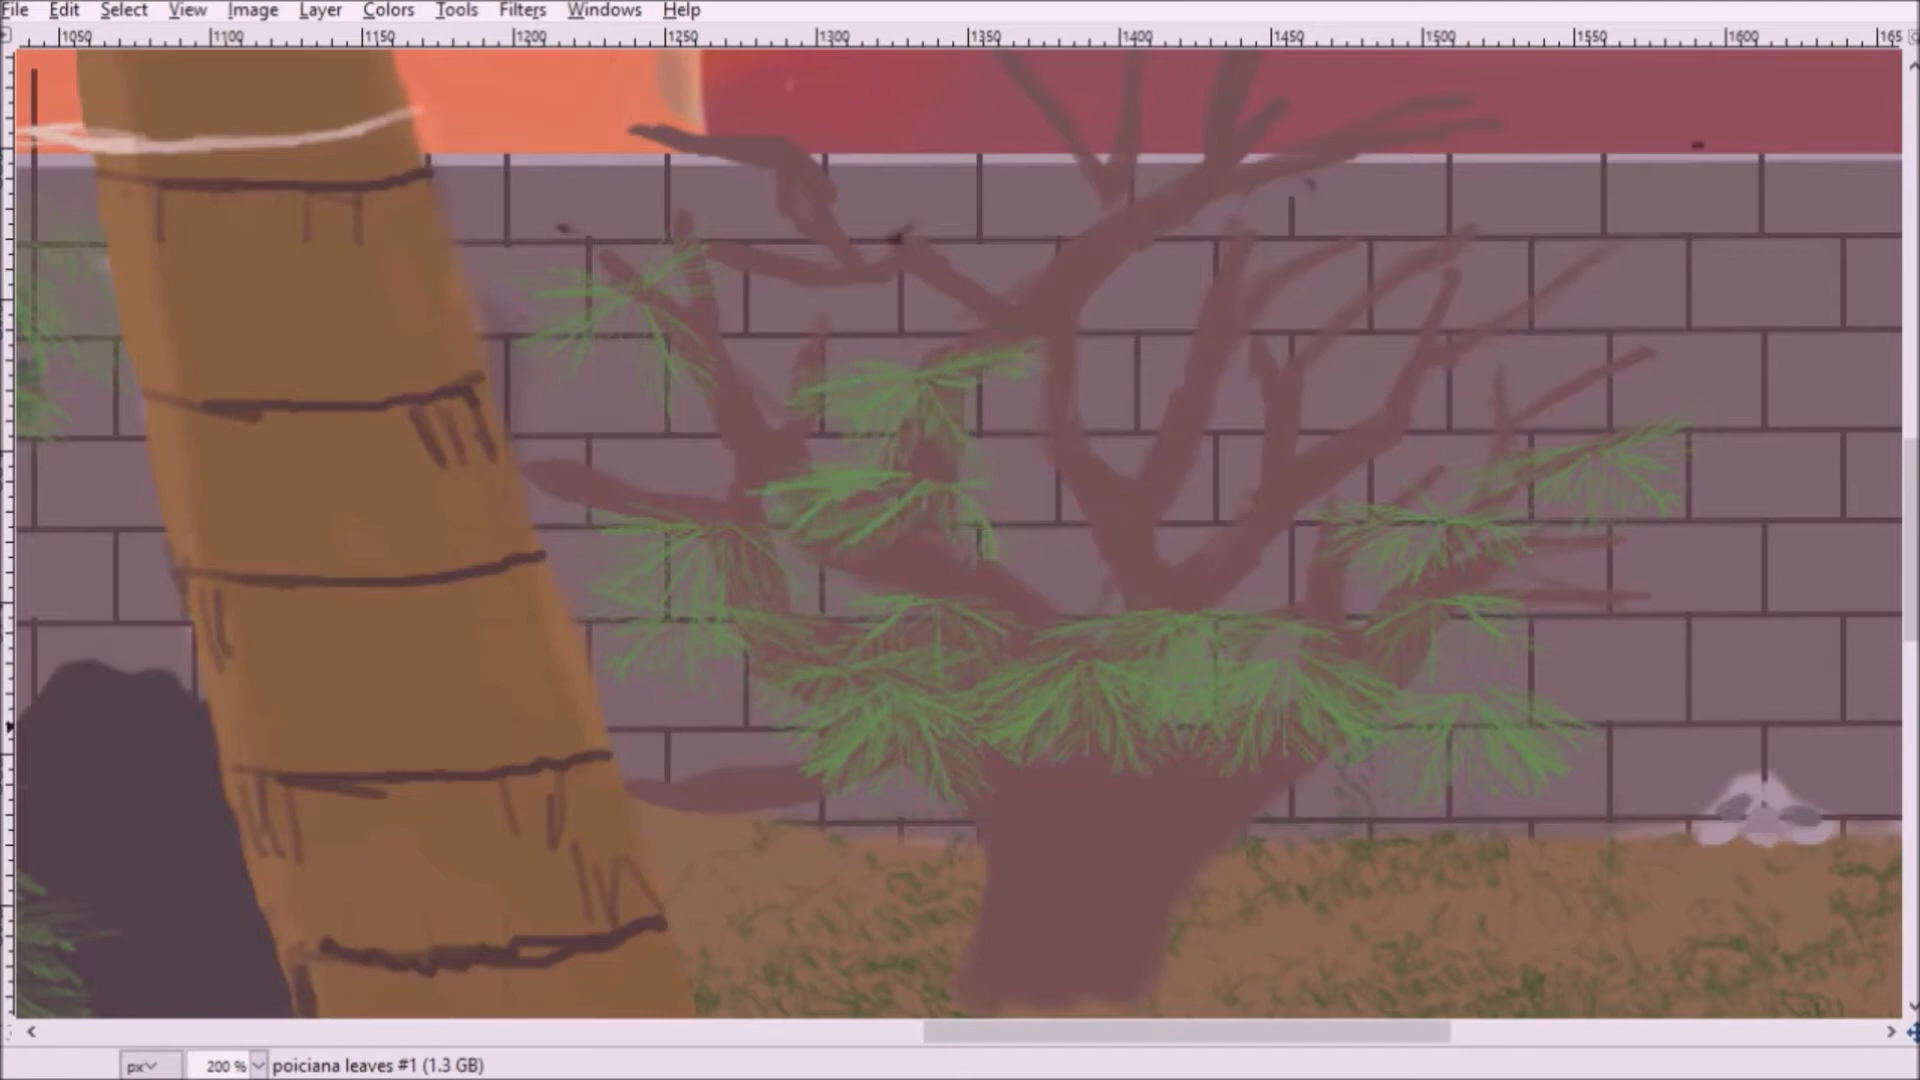 File Edit Select View Image Layer Colors Tools Filters Windows Help
1050 1100 1150 1200 1250 1300 1350 1400 1450 1500 1550 1600 165
px 200 % poiciana leaves #1 (1.3 GB)